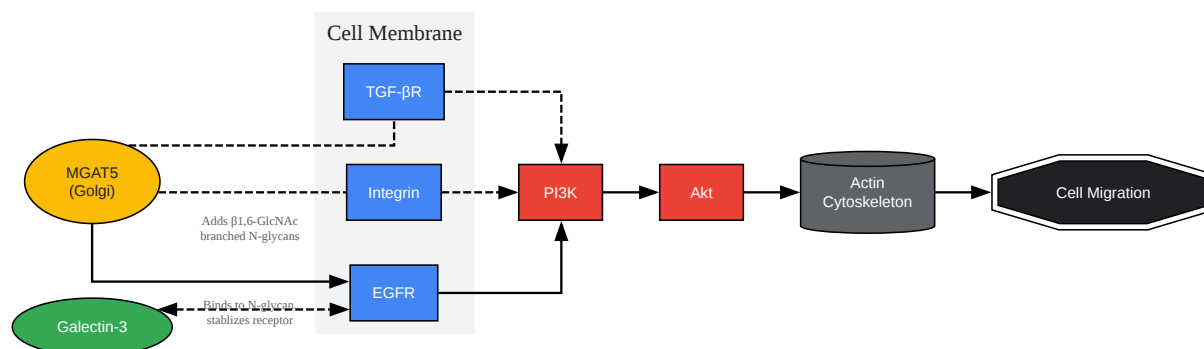 Cell Membrane
TGF-βR
MGAT5
(Golgi)
Integrin
PI3K
Akt
Actin
Cytoskeleton
Cell Migration
Adds β1,6-GlcNAc
branched N-glycans
EGFR
Binds to N-glycan,
stablizes receptor
Galectin-3